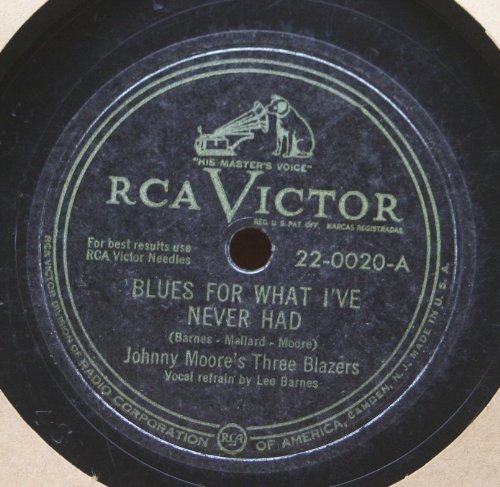 "HIS MASTER'S VOICE"
RCA VICTOR
REG. U. S. PAT. OFF. MARCAS REGISTRADAS
For best results use
RCA Victor Needles
22-0020-A
BLUES FOR WHAT I'VE
NEVER HAD
(Barnes - Mallard - Moore)
Johnny Moore's Three Blazers
Vocal refrain by Lee Barnes
RCA VICTOR DIVISION OF RADIO CORPORATION OF AMERICA, CAMDEN, N. J. MADE IN U. S. A.
RCA